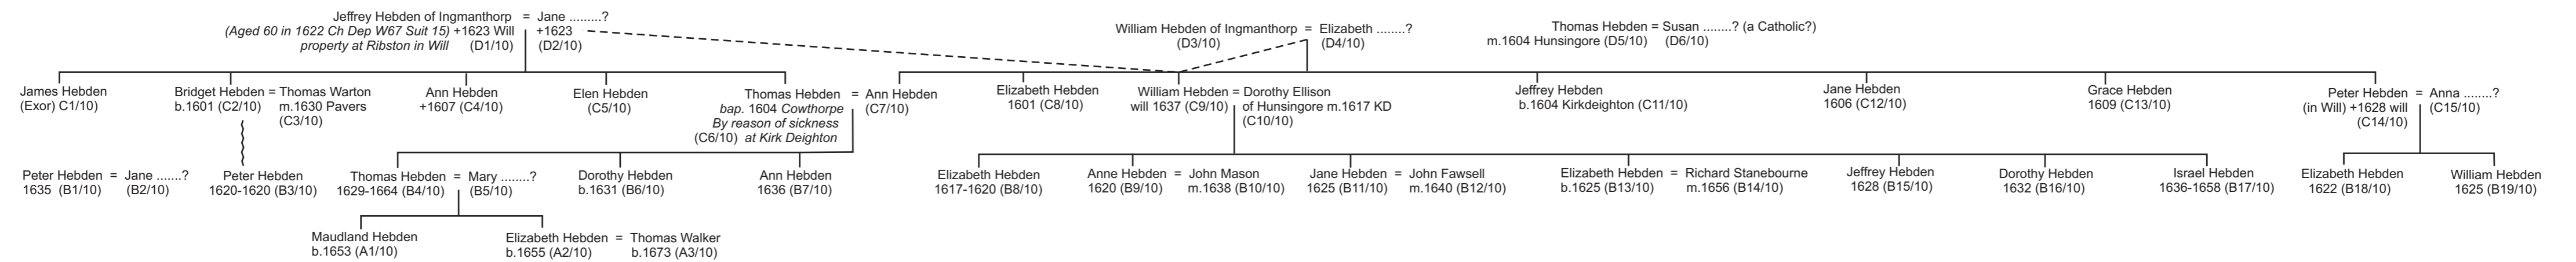 Jeffrey Hebden of Ingmanthorp = Jane .........?
(Aged 60 in 1622 Ch Dep W67 Suit 15) +1623 Will +1623
property at Ribston in Will (D1/10) (D2/10)
William Hebden of Ingmanthorp = Elizabeth ........?
(D3/10) (D4/10)
Thomas Hebden = Susan ........? (a Catholic?)
m.1604 Hunsingore (D5/10) (D6/10)
James Hebden
(Exor) C1/10)
Bridget Hebden = Thomas Warton
b.1601 (C2/10) m.1630 Pavers
(C3/10)
Ann Hebden
+1607 (C4/10)
Elen Hebden
(C5/10)
Thomas Hebden = Ann Hebden
bap. 1604 Cowthorpe (C7/10)
By reason of sickness
(C6/10) at Kirk Deighton
Elizabeth Hebden
1601 (C8/10)
William Hebden = Dorothy Ellison
will 1637 (C9/10) of Hunsingore m.1617 KD
(C10/10)
Jeffrey Hebden
b.1604 Kirkdeighton (C11/10)
Jane Hebden
1606 (C12/10)
Grace Hebden
1609 (C13/10)
Peter Hebden = Anna ........?
(in Will) +1628 will (C15/10)
(C14/10)
Peter Hebden = Jane .......?
1635 (B1/10) (B2/10)
Peter Hebden
1620-1620 (B3/10)
Thomas Hebden = Mary ........?
1629-1664 (B4/10) (B5/10)
Dorothy Hebden
b.1631 (B6/10)
Ann Hebden
1636 (B7/10)
Elizabeth Hebden
1617-1620 (B8/10)
Anne Hebden = John Mason
1620 (B9/10) m.1638 (B10/10)
Jane Hebden = John Fawsell
1625 (B11/10) m.1640 (B12/10)
Elizabeth Hebden = Richard Stanebourne
b.1625 (B13/10) m.1656 (B14/10)
Jeffrey Hebden
1628 (B15/10)
Dorothy Hebden
1632 (B16/10)
Israel Hebden
1636-1658 (B17/10)
Elizabeth Hebden
1622 (B18/10)
William Hebden
1625 (B19/10)
Maudland Hebden
b.1653 (A1/10)
Elizabeth Hebden = Thomas Walker
b.1655 (A2/10) b.1673 (A3/10)